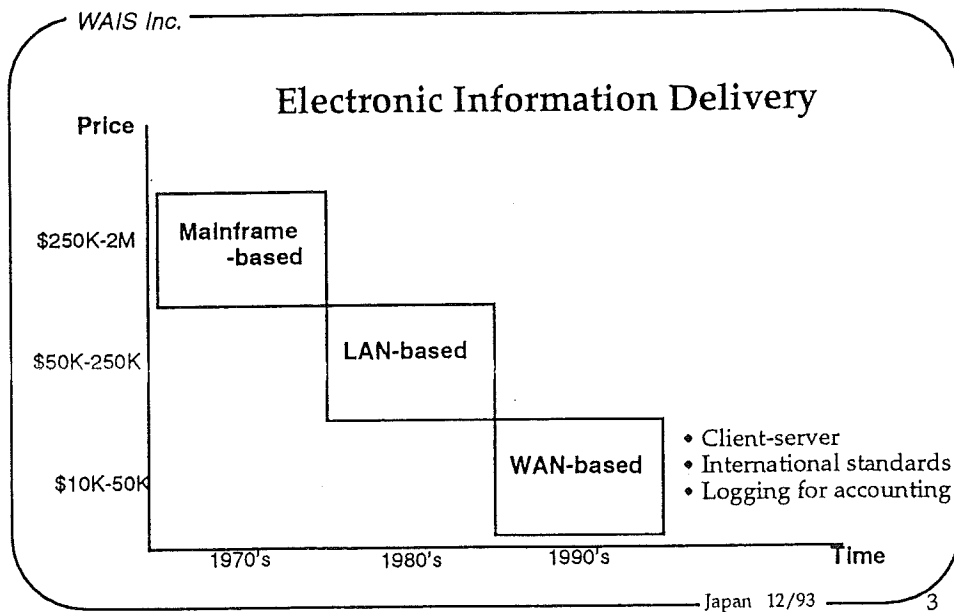 WAIS Inc.
Electronic Information Delivery
Price
$250K-2M
Mainframe
-based
$50K-250K
LAN-based
$10K-50K
WAN-based
• Client-server
• International standards
• Logging for accounting
1970's
1980's
1990's
Time
Japan 12/93
3